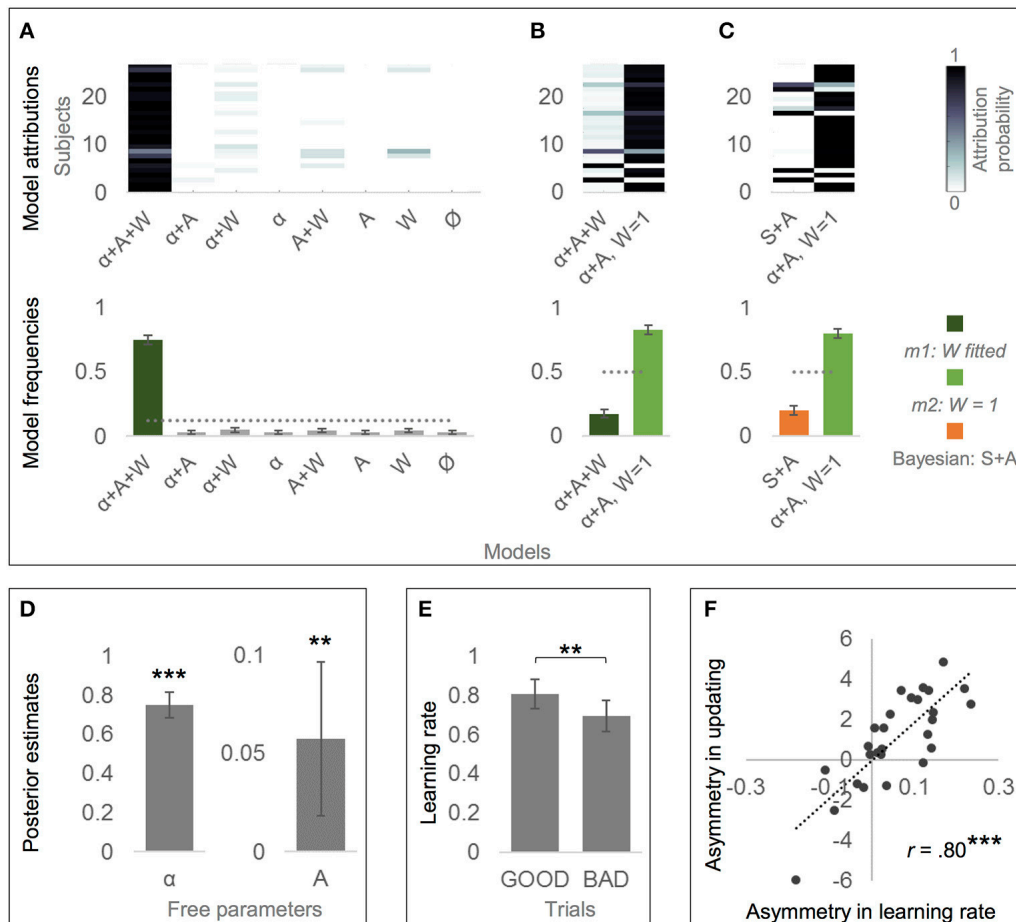 A
B
C
Model attributions
Subjects
20
10
0
α+A+W
α+A
α+W
α
A+W
A
W
Ø
20
10
0
α+A+W
α+A, W=1
20
10
0
S+A
α+A, W=1
1
0
Attribution
probability
Model frequencies
1
0.5
0
α+A+W
α+A
α+W
α
A+W
A
W
Ø
1
0.5
0
α+A+W
α+A, W=1
1
0.5
0
S+A
α+A, W=1
m1: W fitted
m2: W = 1
Bayesian: S+A
Models
D
Posterior estimates
1
0.8
0.6
0.4
0.2
0
***
α
0.1
0.05
0
**
A
Free parameters
E
Learning rate
1
0.8
0.6
0.4
0.2
0
**
GOOD BAD
Trials
F
Asymmetry in updating
6
4
2
0
-2
-4
-6
-0.3 -0.1 0.1 0.3
r = .80***
Asymmetry in learning rate